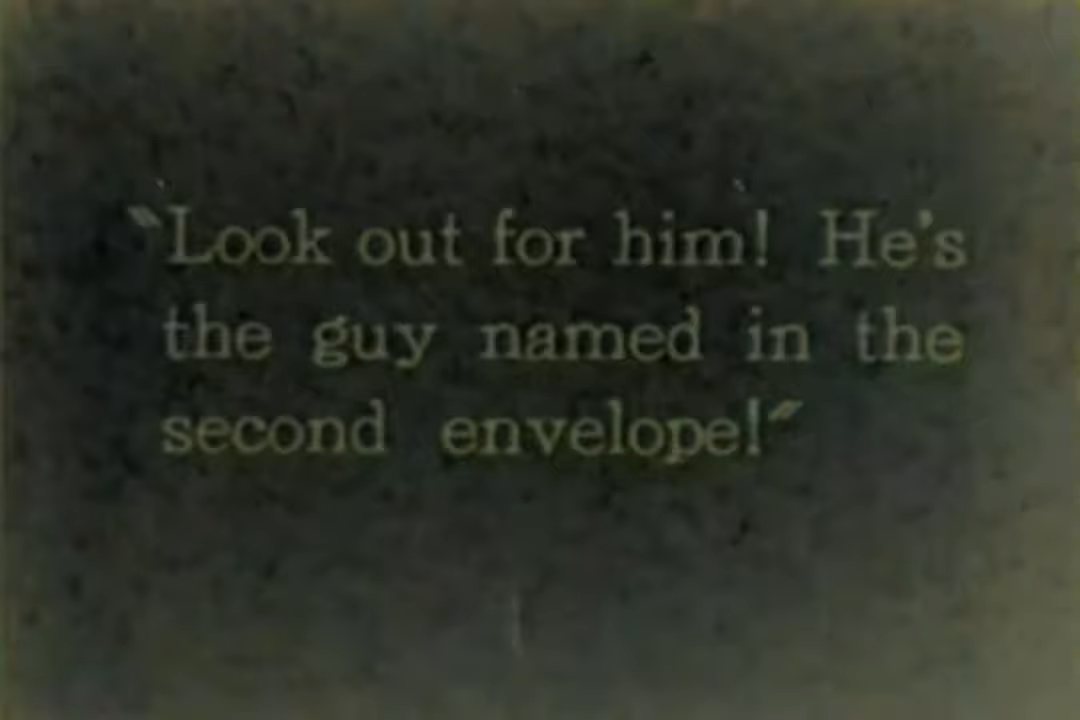 "Look out for him! He's
the guy named in the
second envelope!"